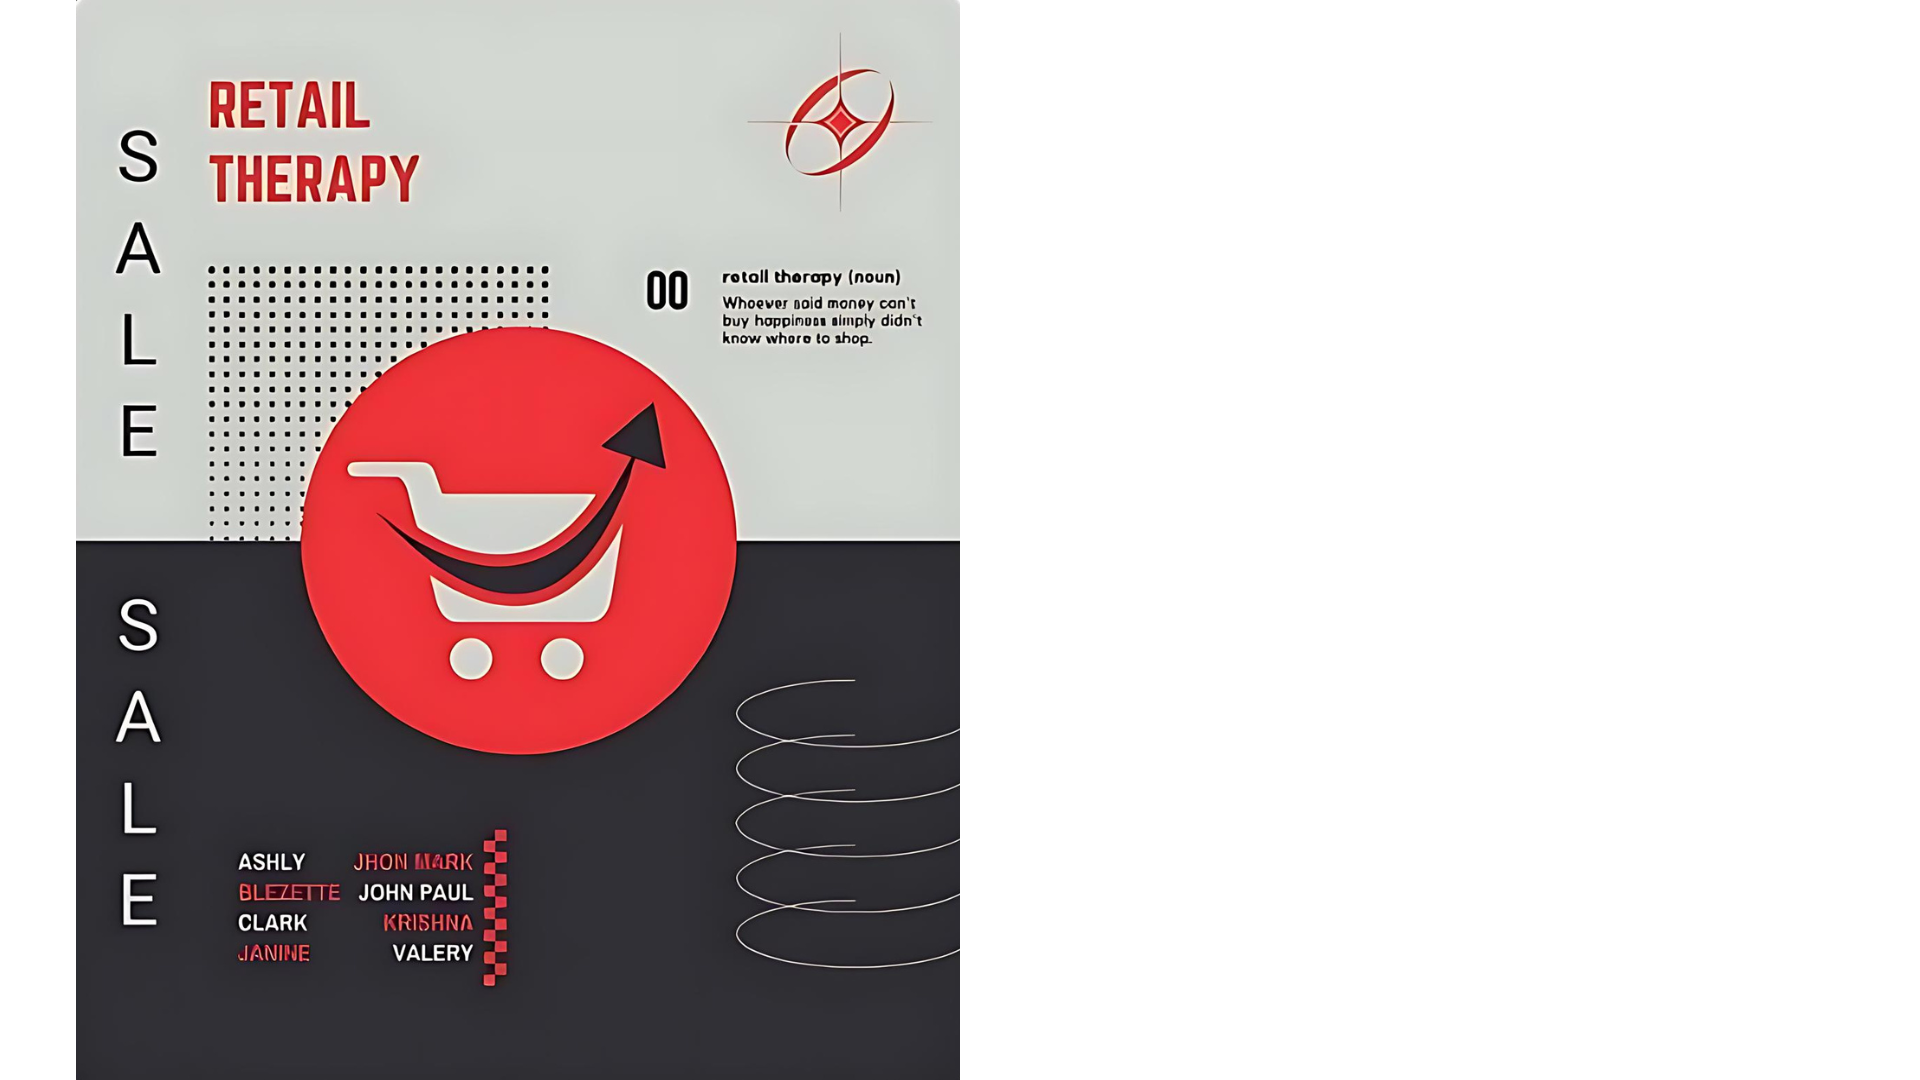 RETAIL
THERAPY
SALE
00
retail therapy (noun)
Whoever said money can't
buy happiness simply didn't
know where to shop.
SALE
ASHLY JHON MARK
BLEZETTE JOHN PAUL
CLARK KRISHNA
JANINE VALERY